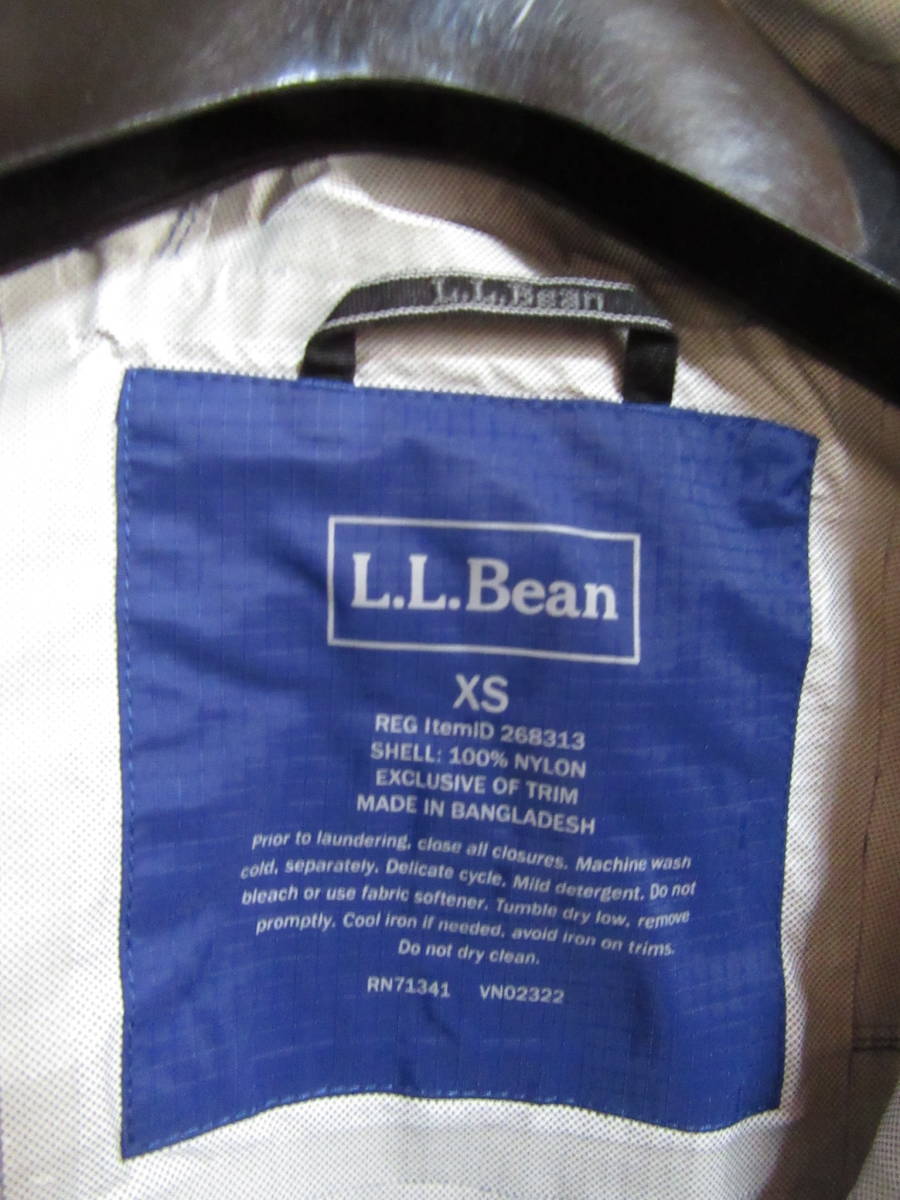 L.L.Bean
L.L.Bean
XS
REG ItemID 268313
SHELL: 100% NYLON
EXCLUSIVE OF TRIM
MADE IN BANGLADESH
Prior to laundering, close all closures. Machine wash
cold, separately. Delicate cycle. Mild detergent. Do not
bleach or use fabric softener. Tumble dry low, remove
promptly. Cool iron if needed, avoid iron on trims.
Do not dry clean.
RN71341 VN02322